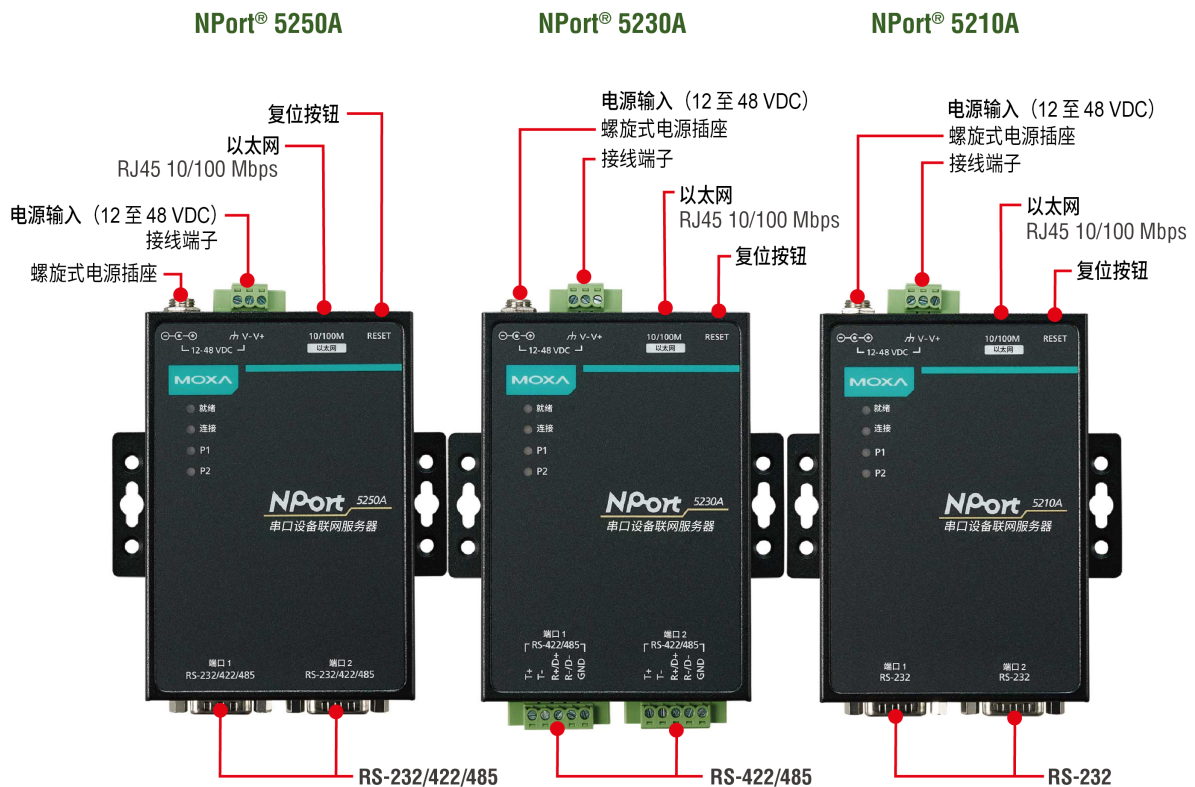 NPort® 5250A
NPort® 5230A
NPort® 5210A
复位按钮
以太网
RJ45 10/100 Mbps
电源输入（12 至 48 VDC）
接线端子
螺旋式电源插座
电源输入（12 至 48 VDC）
螺旋式电源插座
接线端子
以太网
RJ45 10/100 Mbps
复位按钮
电源输入（12 至 48 VDC）
螺旋式电源插座
接线端子
以太网
RJ45 10/100 Mbps
复位按钮
V- V+
10/100M
RESET
12-48 VDC
以太网
MOXA
就绪
连接
P1
P2
NPort 5250A
串口设备联网服务器
端口 1
RS-232/422/485
端口 2
RS-232/422/485
V- V+
10/100M
RESET
12-48 VDC
以太网
MOXA
就绪
连接
P1
P2
NPort 5230A
串口设备联网服务器
端口 1
RS-422/485
T+
T-
R+/D+
R-/D-
GND
端口 2
RS-422/485
T+
T-
R+/D+
R-/D-
GND
V- V+
10/100M
RESET
12-48 VDC
以太网
MOXA
就绪
连接
P1
P2
NPort 5210A
串口设备联网服务器
端口 1
RS-232
端口 2
RS-232
RS-232/422/485
RS-422/485
RS-232